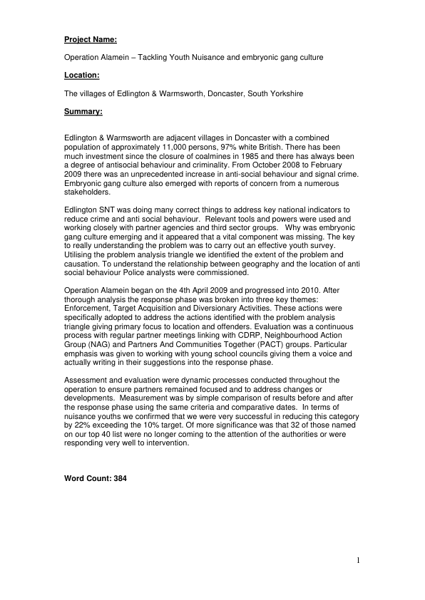 Project Name:
Operation Alamein – Tackling Youth Nuisance and embryonic gang culture
Location:
The villages of Edlington & Warmsworth, Doncaster, South Yorkshire
Summary:
Edlington & Warmsworth are adjacent villages in Doncaster with a combined
population of approximately 11,000 persons, 97% white British. There has been
much investment since the closure of coalmines in 1985 and there has always been
a degree of antisocial behaviour and criminality. From October 2008 to February
2009 there was an unprecedented increase in anti-social behaviour and signal crime.
Embryonic gang culture also emerged with reports of concern from a numerous
stakeholders.
Edlington SNT was doing many correct things to address key national indicators to
reduce crime and anti social behaviour.  Relevant tools and powers were used and
working closely with partner agencies and third sector groups.   Why was embryonic
gang culture emerging and it appeared that a vital component was missing. The key
to really understanding the problem was to carry out an effective youth survey.
Utilising the problem analysis triangle we identified the extent of the problem and
causation. To understand the relationship between geography and the location of anti
social behaviour Police analysts were commissioned.
Operation Alamein began on the 4th April 2009 and progressed into 2010. After
thorough analysis the response phase was broken into three key themes:
Enforcement, Target Acquisition and Diversionary Activities. These actions were
specifically adopted to address the actions identified with the problem analysis
triangle giving primary focus to location and offenders. Evaluation was a continuous
process with regular partner meetings linking with CDRP, Neighbourhood Action
Group (NAG) and Partners And Communities Together (PACT) groups. Particular
emphasis was given to working with young school councils giving them a voice and
actually writing in their suggestions into the response phase.
Assessment and evaluation were dynamic processes conducted throughout the
operation to ensure partners remained focused and to address changes or
developments.  Measurement was by simple comparison of results before and after
the response phase using the same criteria and comparative dates.  In terms of
nuisance youths we confirmed that we were very successful in reducing this category
by 22% exceeding the 10% target. Of more significance was that 32 of those named
on our top 40 list were no longer coming to the attention of the authorities or were
responding very well to intervention.
Word Count: 384
1